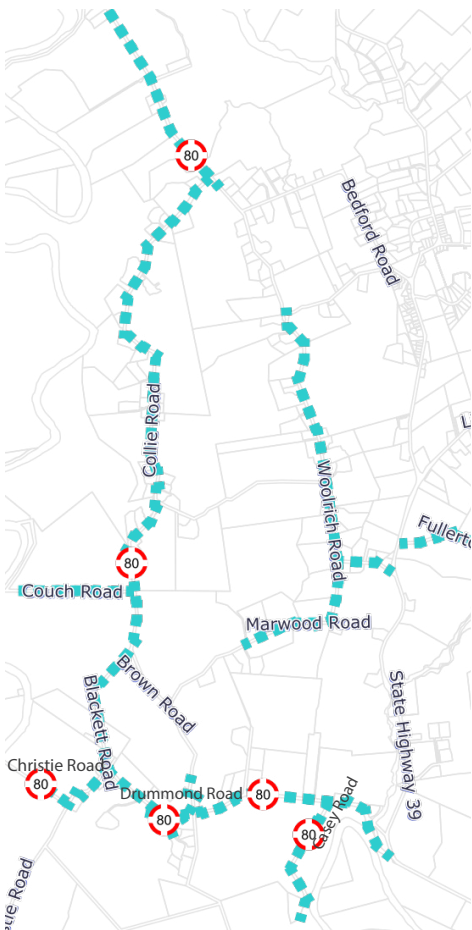 80
Bedford Road
Collie Road
Woolrich Road
80
Couch Road
Marwood Road
Brown Road
Blackett Road
State Highway 39
Christie Road
80
Drummond Road
80
80
80
Casey Road
Road